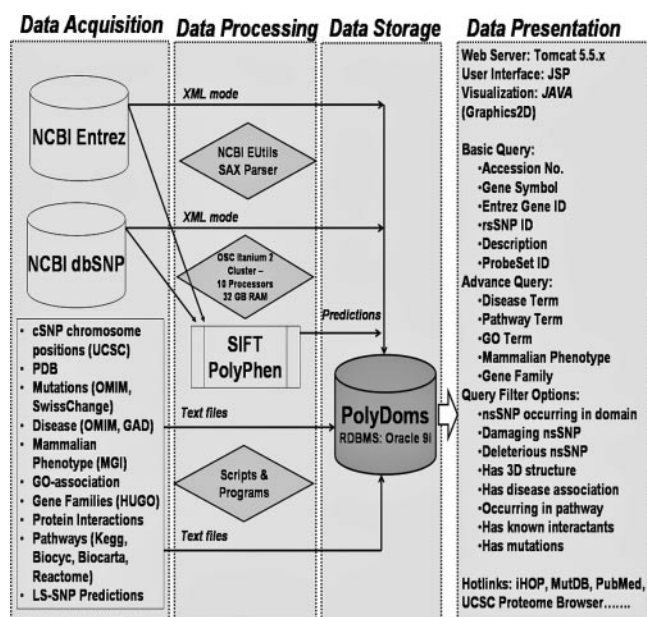 Data Acquisition
Data Processing
Data Storage
Data Presentation
NCBI Entrez
NCBI dbSNP
• cSNP chromosome
positions (UCSC)
• PDB
• Mutations (OMIM,
SwissChange)
• Disease (OMIM, GAD)
• Mammalian
Phenotype (MGI)
• GO-association
• Gene Families (HUGO)
• Protein Interactions
• Pathways (Kegg,
Biocyc, Biocarta,
Reactome)
• LS-SNP Predictions
XML mode
NCBI EUtils
SAX Parser
XML mode
OSC Itanium 2
Cluster –
10 Processors
32 GB RAM
Predictions
SIFT
PolyPhen
Text files
Scripts &
Programs
Text files
PolyDoms
RDBMS: Oracle 9i
Web Server: Tomcat 5.5.x
User Interface: JSP
Visualization: JAVA
(Graphics2D)
Basic Query:
•Accession No.
•Gene Symbol
•Entrez Gene ID
•rsSNP ID
•Description
•ProbeSet ID
Advance Query:
•Disease Term
•Pathway Term
•GO Term
•Mammalian Phenotype
•Gene Family
Query Filter Options:
•nsSNP occurring in domain
•Damaging nsSNP
•Deleterious nsSNP
•Has 3D structure
•Has disease association
•Occurring in pathway
•Has known interactants
•Has mutations
Hotlinks: iHOP, MutDB, PubMed,
UCSC Proteome Browser…….